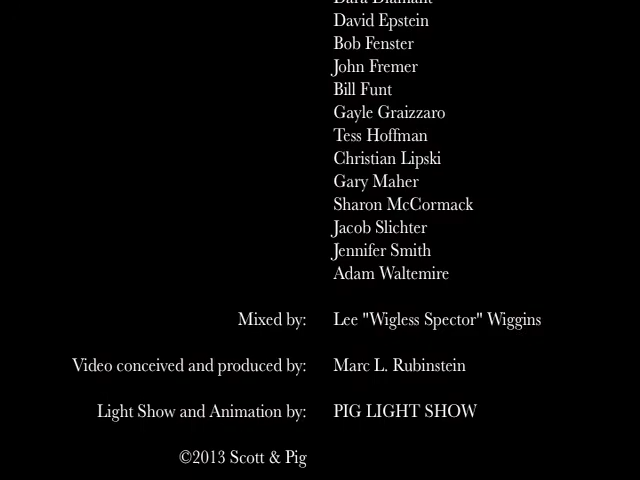 Dara Diamant
David Epstein
Bob Fenster
John Fremer
Bill Funt
Gayle Graizzaro
Tess Hoffman
Christian Lipski
Gary Maher
Sharon McCormack
Jacob Slichter
Jennifer Smith
Adam Waltemire
Mixed by: Lee "Wigless Spector" Wiggins
Video conceived and produced by: Marc L. Rubinstein
Light Show and Animation by: PIG LIGHT SHOW
©2013 Scott & Pig